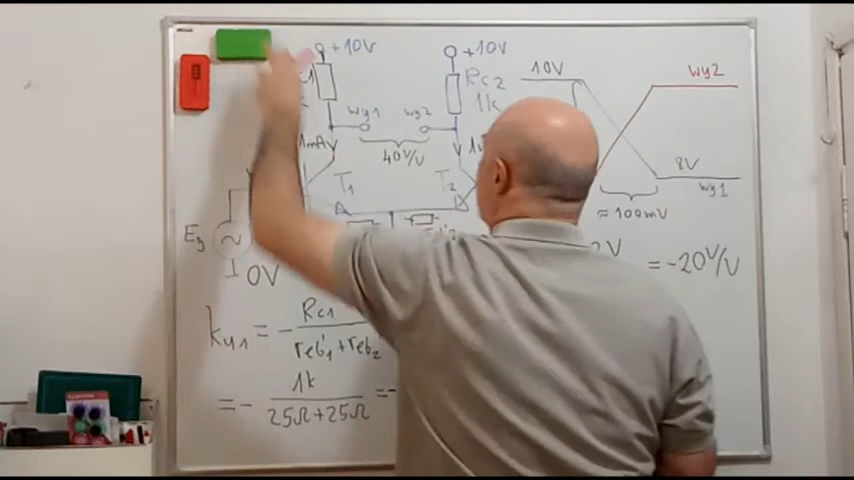 +10V
+10V
10V
wy2
Rc2
1k
wy1
wy2
40V/V
1mA
8V
wy1
T1
T2
≈100mV
Eg
~
0V
= -20V/V
ku1 = - Rc1
reb'1 + reb2
= - 1k
25Ω+25Ω